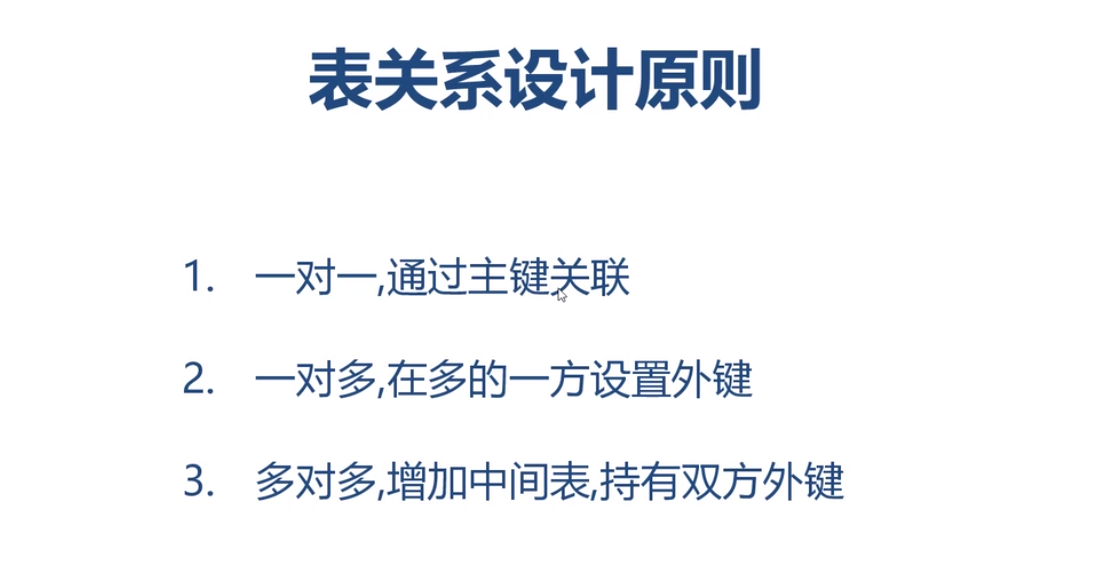 表关系设计原则
1. 一对一,通过主键关联
2. 一对多,在多的一方设置外键
3. 多对多,增加中间表,持有双方外键